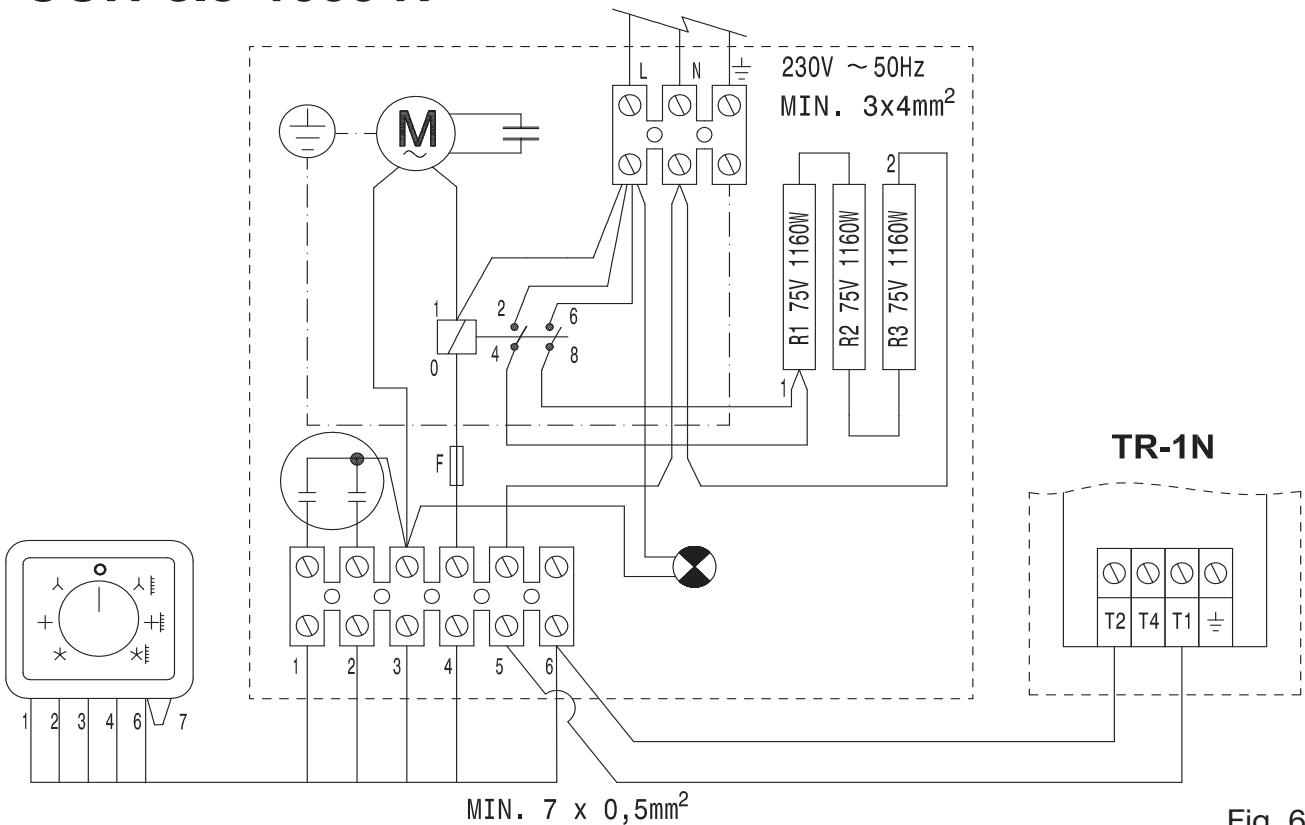 L N
230V ~ 50Hz
MIN. 3x4mm²
M
~
2
R1 75V 1160W
R2 75V 1160W
R3 75V 1160W
1
1 2 6
0 4 8
F
TR-1N
T2 T4 T1
1 2 3 4 5 6
1 2 3 4 6 7
MIN. 7 x 0,5mm²